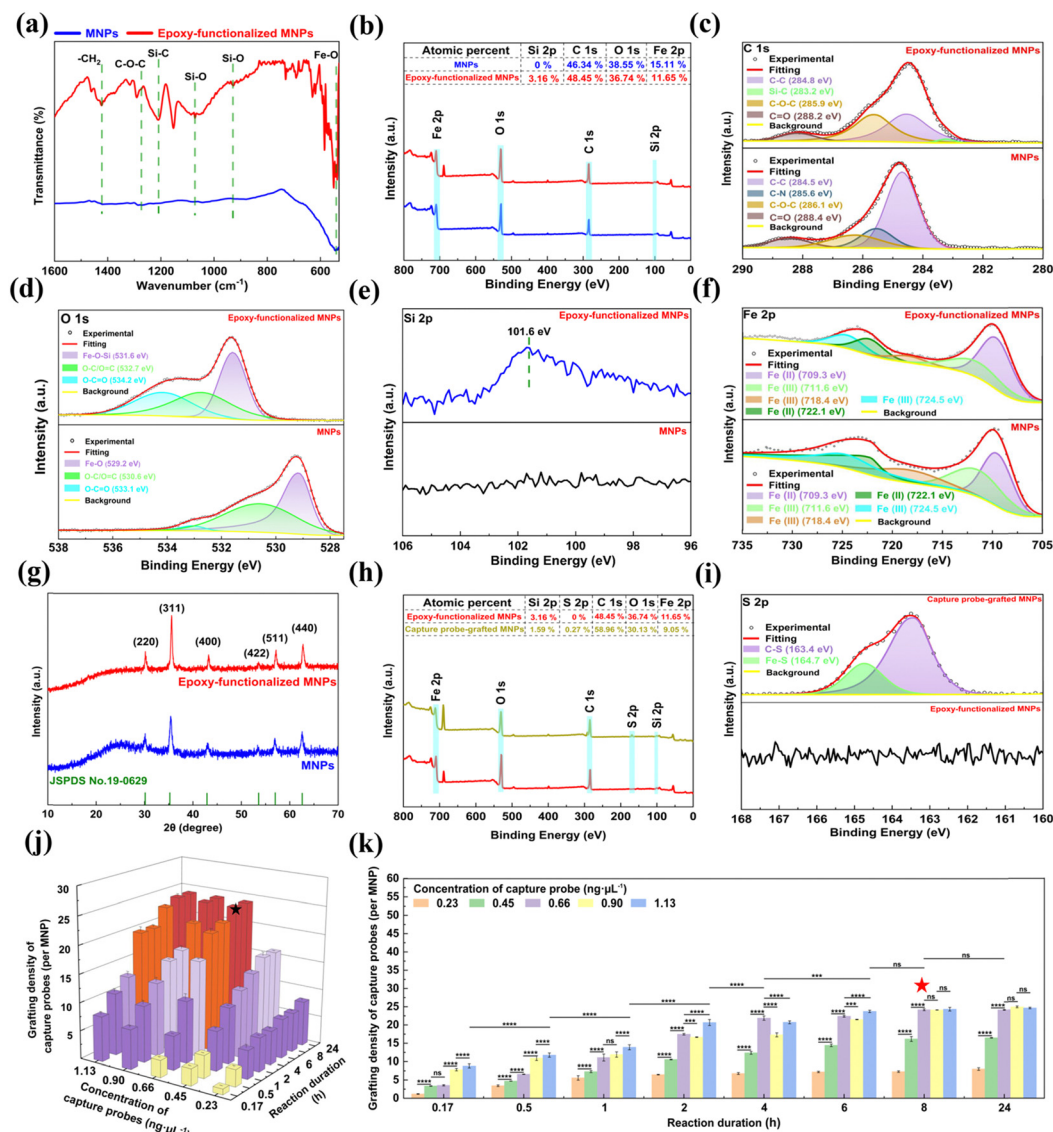 (a)
MNPs
Epoxy-functionalized MNPs
-CH2
C-O-C
Si-C
Si-O
Si-O
Fe-O
Transmittance (%)
1600 1400 1200 1000 800 600
Wavenumber (cm-1)
(b)
Atomic percent Si 2p C 1s O 1s Fe 2p
MNPs 0 % 46.34 % 38.55 % 15.11 %
Epoxy-functionalized MNPs 3.16 % 48.45 % 36.74 % 11.65 %
Fe 2p
O 1s
C 1s
Si 2p
Intensity (a.u.)
800 700 600 500 400 300 200 100 0
Binding Energy (eV)
(c)
C 1s
Epoxy-functionalized MNPs
Experimental
Fitting
C-C (284.8 eV)
Si-C (283.2 eV)
C-O-C (285.9 eV)
C=O (288.2 eV)
Background
MNPs
Experimental
Fitting
C-C (284.5 eV)
C-N (285.6 eV)
C-O-C (286.1 eV)
C=O (288.4 eV)
Background
Intensity (a.u.)
290 288 286 284 282 280
Binding Energy (eV)
(d)
O 1s
Epoxy-functionalized MNPs
Experimental
Fitting
Fe-O-Si (531.6 eV)
O-C/O=C (532.7 eV)
O-C=O (534.2 eV)
Background
MNPs
Experimental
Fitting
Fe-O (529.2 eV)
O-C/O=C (530.6 eV)
O-C=O (533.1 eV)
Background
Intensity (a.u.)
538 536 534 532 530 528
Binding Energy (eV)
(e)
Si 2p
101.6 eV
Epoxy-functionalized MNPs
MNPs
Intensity (a.u.)
106 104 102 100 98 96
Binding Energy (eV)
(f)
Fe 2p
Epoxy-functionalized MNPs
Experimental
Fitting
Fe (II) (709.3 eV)
Fe (III) (711.6 eV)
Fe (III) (718.4 eV)
Fe (II) (722.1 eV)
Fe (III) (724.5 eV)
Background
MNPs
Experimental
Fitting
Fe (II) (709.3 eV)
Fe (III) (711.6 eV)
Fe (III) (718.4 eV)
Fe (II) (722.1 eV)
Fe (III) (724.5 eV)
Background
Intensity (a.u.)
735 730 725 720 715 710 705
Binding Energy (eV)
(g)
(220)
(311)
(400)
(422)
(511)
(440)
Epoxy-functionalized MNPs
MNPs
JSPDS No.19-0629
Intensity (a.u.)
10 20 30 40 50 60 70
2θ (degree)
(h)
Atomic percent Si 2p S 2p C 1s O 1s Fe 2p
Epoxy-functionalized MNPs 3.16 % 0 % 48.45 % 36.74 % 11.65 %
Capture probe-grafted MNPs 1.59 % 0.27 % 58.96 % 30.13 % 9.05 %
Fe 2p
O 1s
C 1s
S 2p
Si 2p
Intensity (a.u.)
800 700 600 500 400 300 200 100 0
Binding Energy (eV)
(i)
S 2p
Capture probe-grafted MNPs
Experimental
Fitting
C-S (163.4 eV)
Fe-S (164.7 eV)
Background
Epoxy-functionalized MNPs
Intensity (a.u.)
168 167 166 165 164 163 162 161 160
Binding Energy (eV)
(j)
Grafting density of
capture probes (per MNP)
30
25
20
15
10
5
1.13 0.90 0.66 0.45 0.23
Concentration of
capture probes (ng·μL-1)
0.17 0.5 1 2 4 6 8 24
Reaction duration
(h)
(k)
Grafting density of capture probes (per MNP)
60
55
50
45
40
35
30
25
20
15
10
5
0
Concentration of capture probe (ng·μL-1)
0.23 0.45 0.66 0.90 1.13
**** **** **** **** *** ns ns
**** ns **** ****
**** **** **** ****
**** **** ns ****
**** **** *** ****
**** **** **** ****
**** **** *** ****
**** **** ns ns
**** **** ns ns
0.17 0.5 1 2 4 6 8 24
Reaction duration (h)